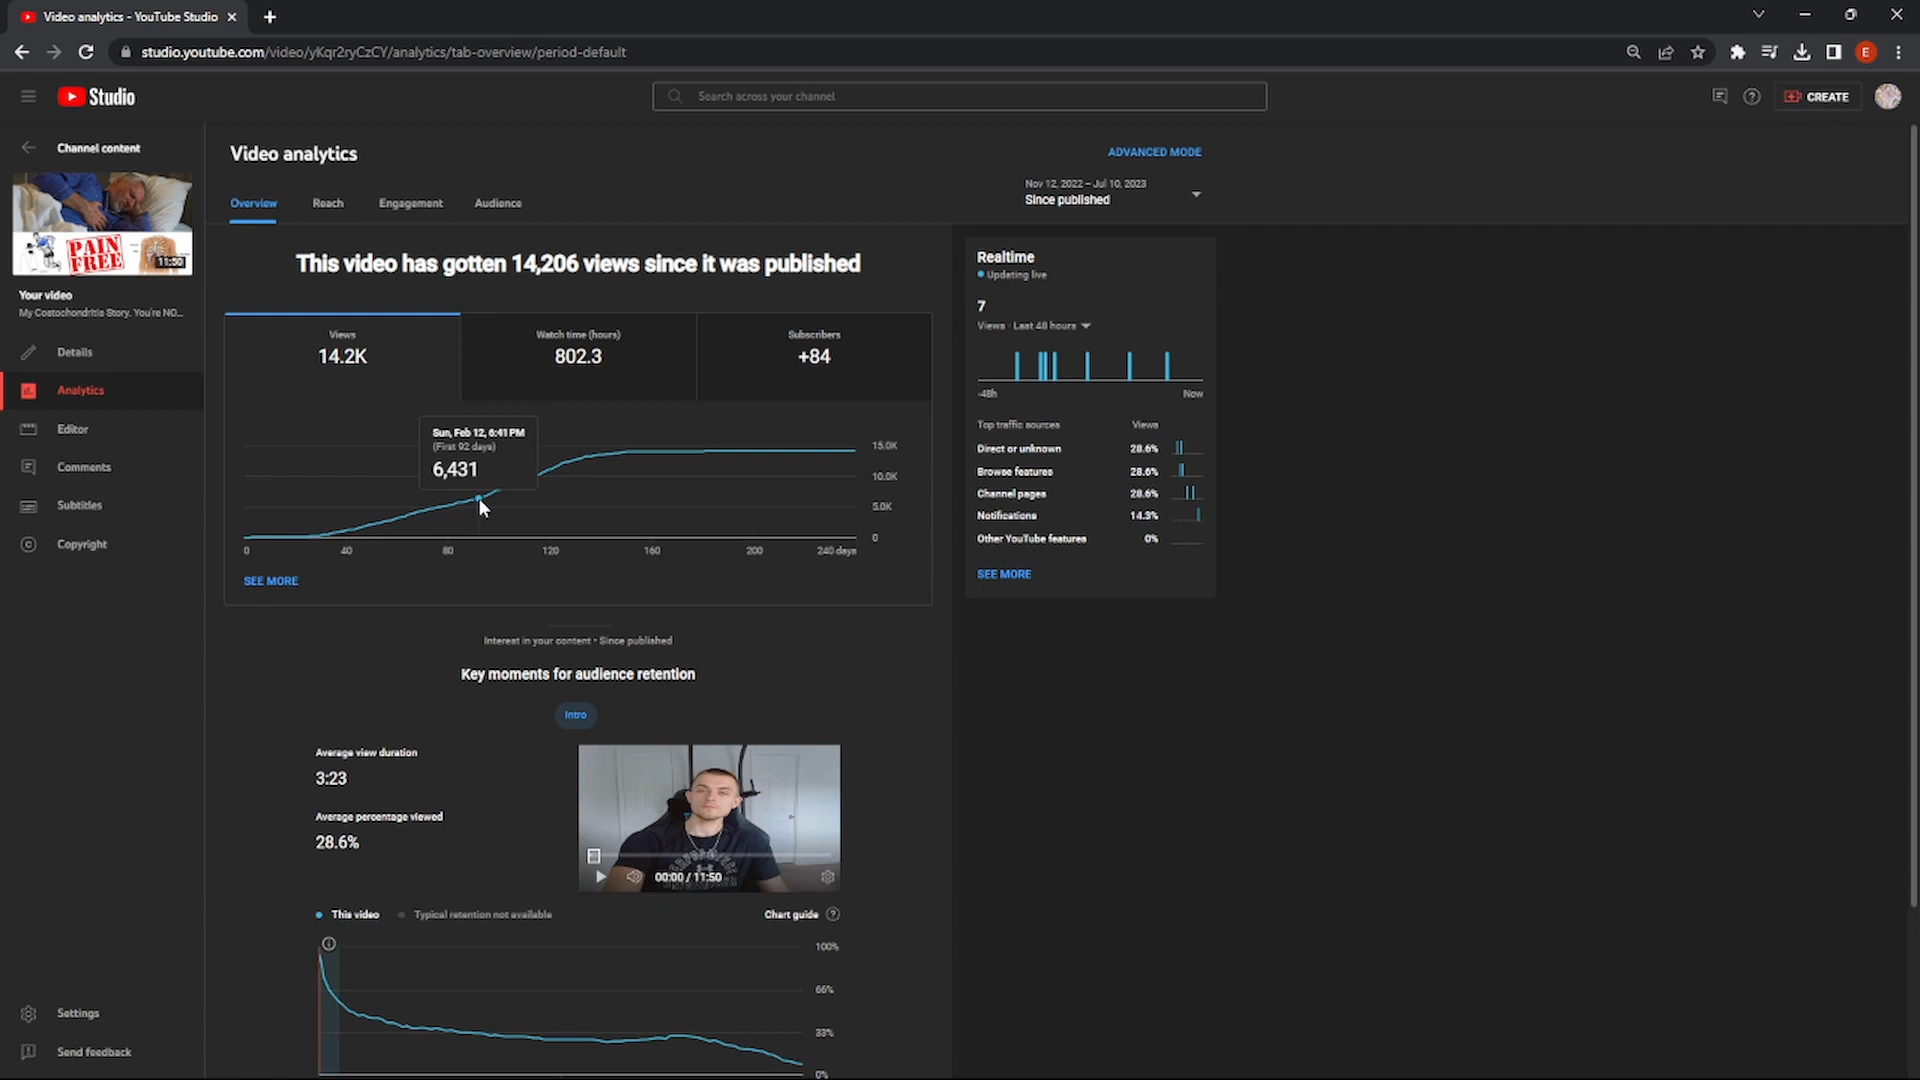 Video analytics - YouTube Studio
studio.youtube.com/video/yKqr2ryCzCY/analytics/tab-overview/period-default
E
Studio
Search across your channel
CREATE
Channel content
PAIN FREE
11:50
Your video
My Costochondritis Story. You're NO...
Details
Analytics
Editor
Comments
Subtitles
Copyright
Settings
Send feedback
Video analytics
ADVANCED MODE
Overview
Reach
Engagement
Audience
Nov 12, 2022 – Jul 10, 2023
Since published
This video has gotten 14,206 views since it was published
Views
14.2K
Watch time (hours)
802.3
Subscribers
+84
Sun, Feb 12, 6:41 PM
(First 92 days)
6,431
15.0K
10.0K
5.0K
0
0 40 80 120 160 200 240 days
SEE MORE
Interest in your content • Since published
Key moments for audience retention
Intro
Average view duration
3:23
Average percentage viewed
28.6%
00:00 / 11:50
This video
Typical retention not available
Chart guide
100%
66%
33%
0%
Realtime
Updating live
7
Views · Last 48 hours
-48h Now
Top traffic sources Views
Direct or unknown 28.6%
Browse features 28.6%
Channel pages 28.6%
Notifications 14.3%
Other YouTube features 0%
SEE MORE